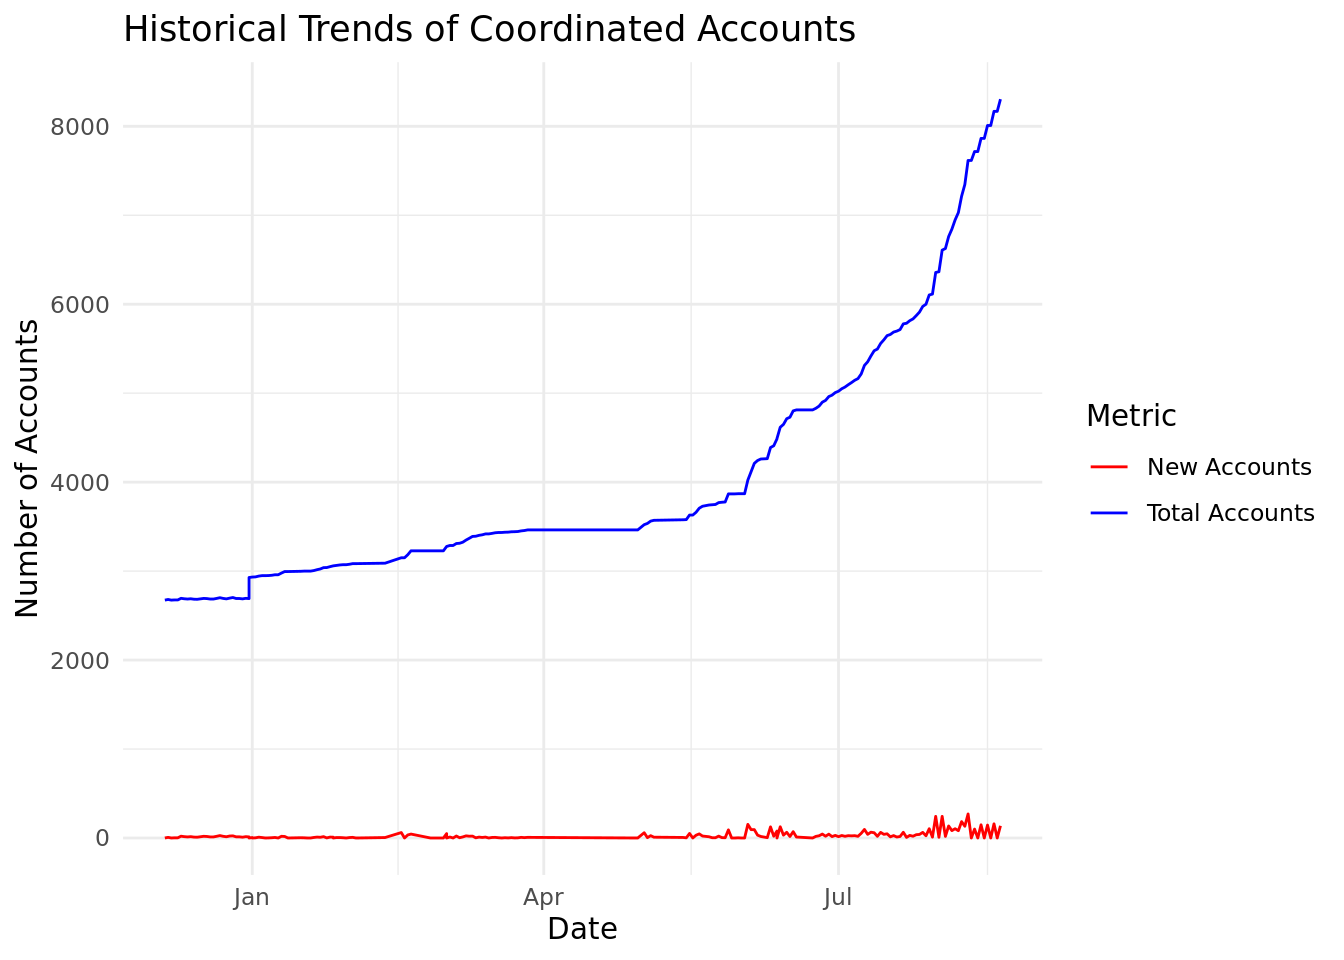 Historical Trends of Coordinated Accounts
8000
6000
4000
2000
0
Number of Accounts
Jan
Apr
Jul
Date
Metric
New Accounts
Total Accounts